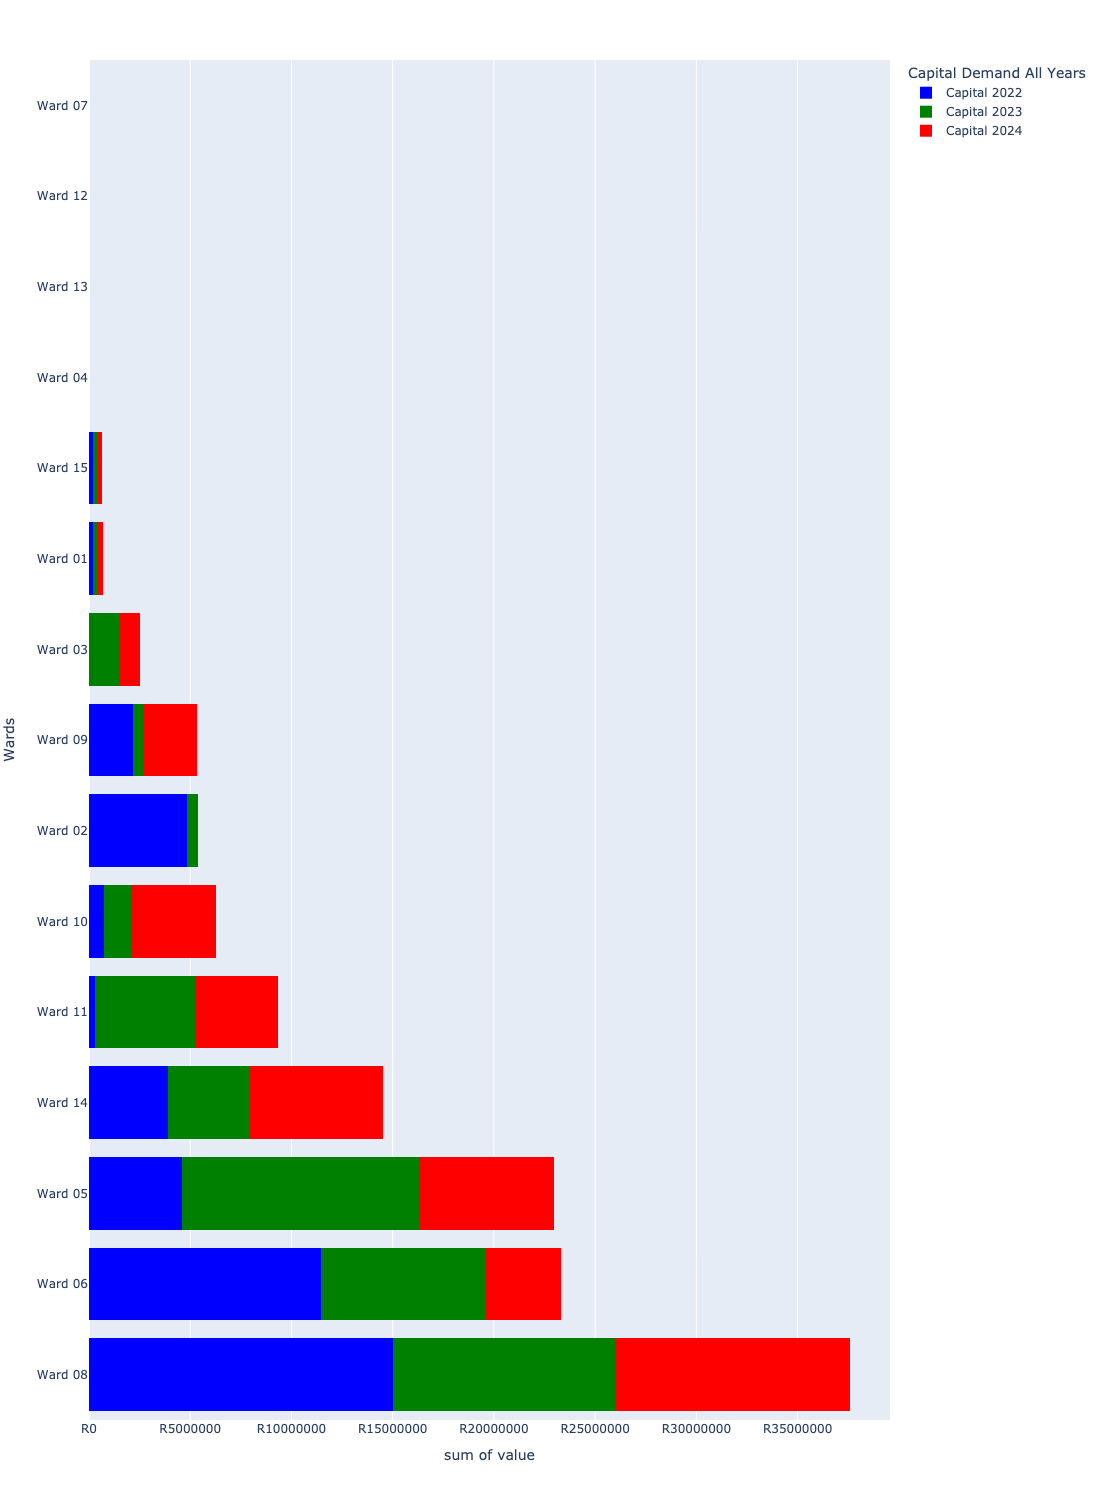 Capital Demand All Years
Capital 2022
Capital 2023
Capital 2024
Ward 07
Ward 12
Ward 13
Ward 04
Ward 15
Ward 01
Ward 03
Ward 09
Ward 02
Ward 10
Ward 11
Ward 14
Ward 05
Ward 06
Ward 08
Wards
R0 R5000000 R10000000 R15000000 R20000000 R25000000 R30000000 R35000000
sum of value